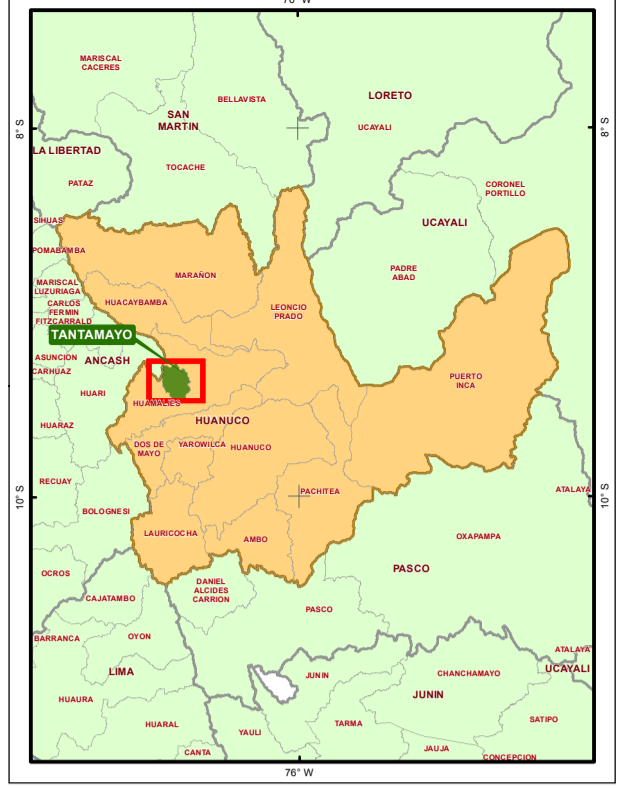 76° W
MARISCAL
CACERES
BELLAVISTA
LORETO
SAN
MARTIN
UCAYALI
8° S
8° S
LA LIBERTAD
TOCACHE
PATAZ
CORONEL
PORTILLO
SIHUAS
UCAYALI
POMABAMBA
PADRE
ABAD
MARAÑON
MARISCAL
LUZURIAGA
HUACAYBAMBA
LEONCIO
PRADO
CARLOS
FERMIN
FITZCARRALD
TANTAMAYO
ASUNCION
ANCASH
CARHUAZ
PUERTO
INCA
HUARI
HUAMALIES
HUARAZ
HUANUCO
DOS DE
MAYO
YAROWILCA
HUANUCO
RECUAY
PACHITEA
ATALAYA
10° S
10° S
BOLOGNESI
LAURICOCHA
AMBO
OXAPAMPA
PASCO
OCROS
DANIEL
ALCIDES
CARRION
CAJATAMBO
PASCO
BARRANCA
OYON
ATALAYA
LIMA
UCAYALI
JUNIN
CHANCHAMAYO
HUAURA
JUNIN
HUARAL
TARMA
SATIPO
YAULI
CANTA
JAUJA
CONCEPCION
76° W